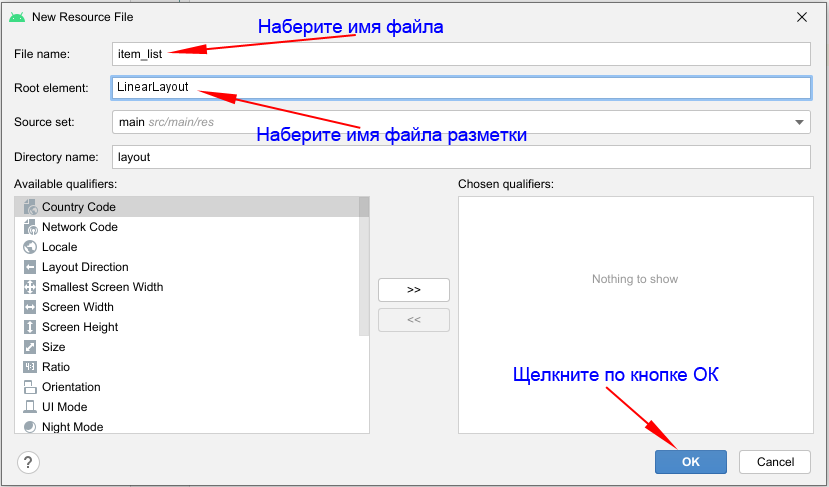 New Resource File
Наберите имя файла
File name: item_list
Root element: LinearLayout
Source set: main src/main/res
Наберите имя файла разметки
Directory name: layout
Available qualifiers:
Chosen qualifiers:
Country Code
Network Code
Locale
Layout Direction
Smallest Screen Width
Screen Width
Screen Height
Size
Ratio
Orientation
UI Mode
Night Mode
>>
<<
Nothing to show
Щелкните по кнопке ОК
?
OK
Cancel